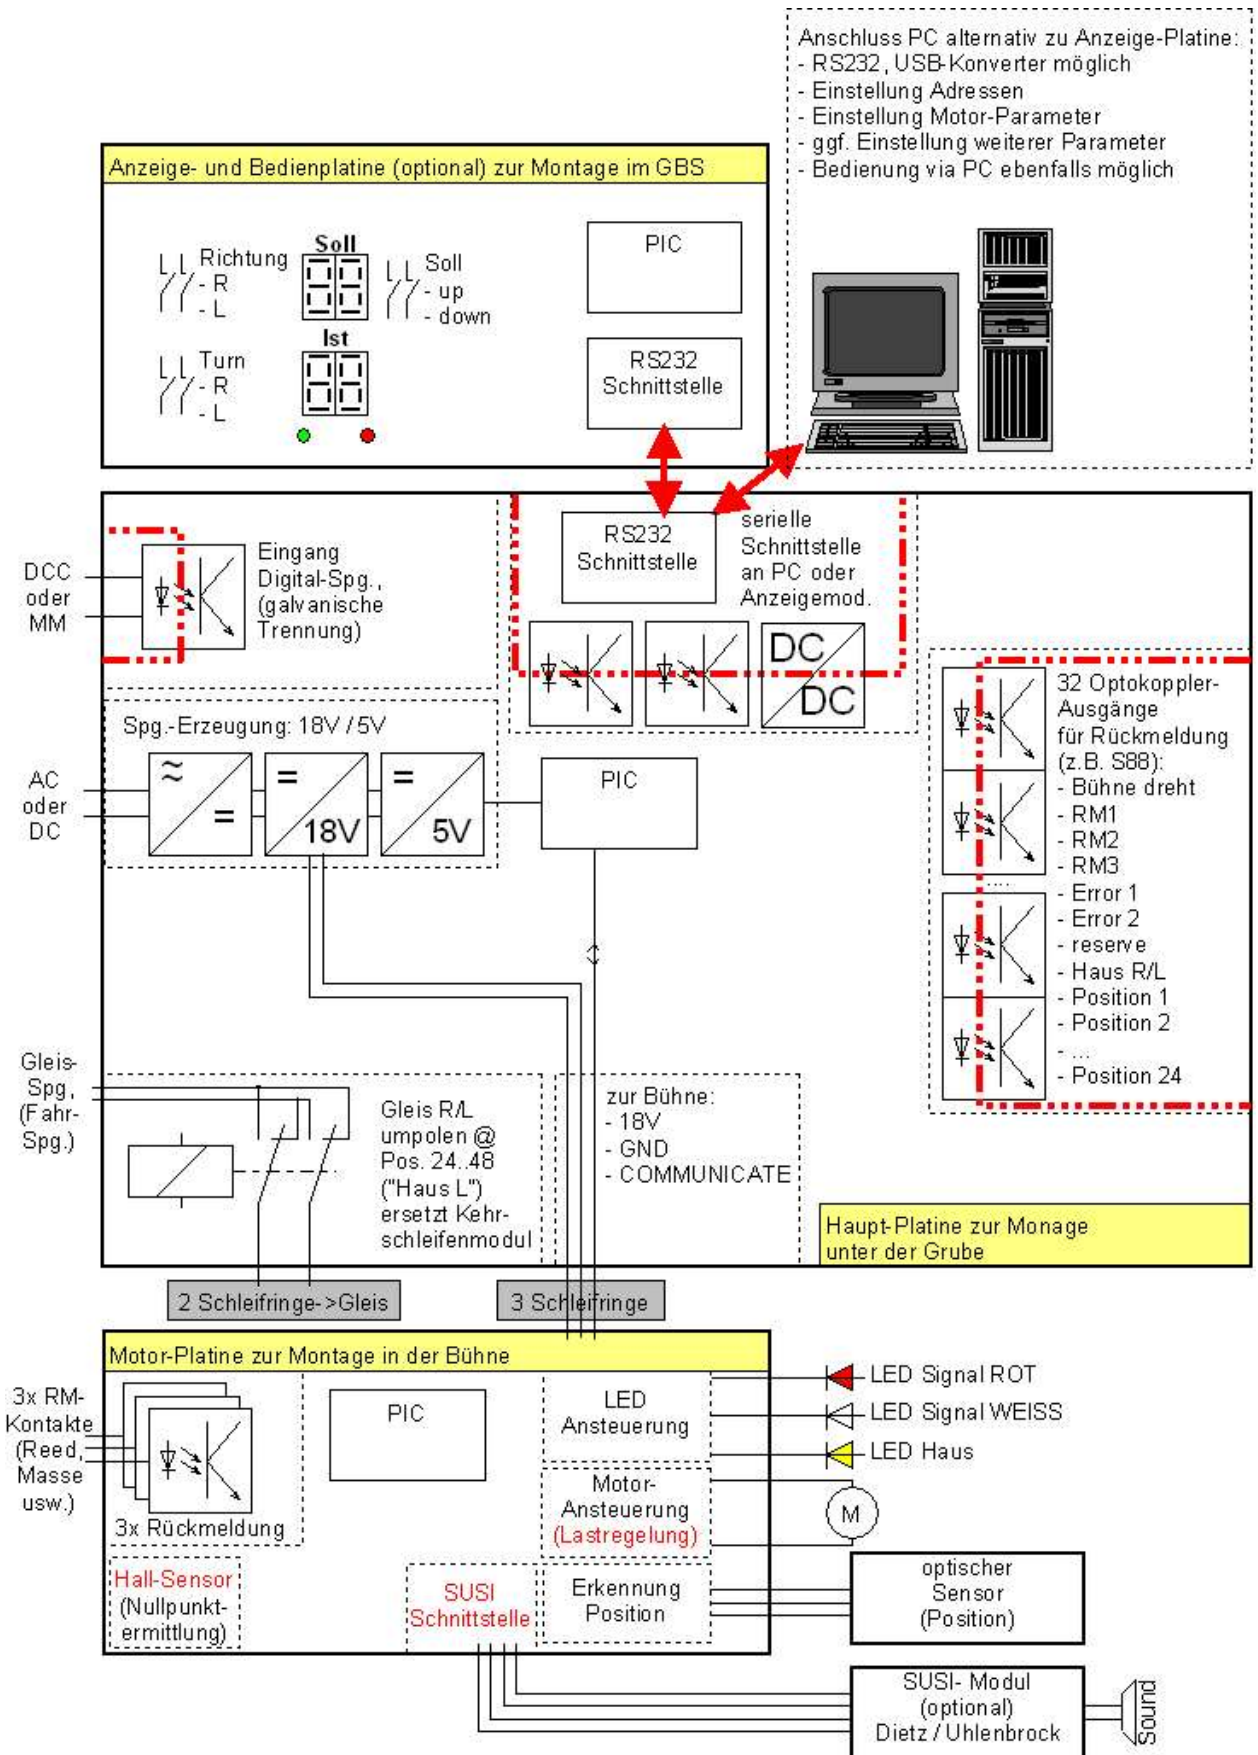 Anschluss PC alternativ zu Anzeige-Platine:
- RS232, USB-Konverter möglich
- Einstellung Adressen
- Einstellung Motor-Parameter
- ggf. Einstellung weiterer Parameter
- Bedienung via PC ebenfalls möglich
Anzeige- und Bedienplatine (optional) zur Montage im GBS
Richtung
- R
- L
Soll
Soll
- up
- down
Ist
Turn
- R
- L
PIC
RS232
Schnittstelle
DCC
oder
MM
Eingang
Digital-Spg.,
(galvanische
Trennung)
RS232
Schnittstelle
serielle
Schnittstelle
an PC oder
Anzeigemod.
DC
DC
32 Optokoppler-
Ausgänge
für Rückmeldung
(z.B. S88):
- Bühne dreht
- RM1
- RM2
- RM3
....
- Error 1
- Error 2
- reserve
- Haus R/L
- Position 1
- Position 2
- ...
- Position 24
Spg.-Erzeugung: 18V / 5V
AC
oder
DC
≈
=
=
18V
=
5V
PIC
Gleis-
Spg,
(Fahr-
Spg.)
Gleis R/L
umpolen @
Pos. 24..48
("Haus L")
ersetzt Kehr-
schleifenmodul
zur Bühne:
- 18V
- GND
- COMMUNICATE
Haupt-Platine zur Monage
unter der Grube
2 Schleifringe->Gleis
3 Schleifringe
Motor-Platine zur Montage in der Bühne
3x RM-
Kontakte
(Reed,
Masse
usw.)
3x Rückmeldung
PIC
LED
Ansteuerung
LED Signal ROT
LED Signal WEISS
LED Haus
Motor-
Ansteuerung
(Lastregelung)
M
Hall-Sensor
(Nullpunkt-
ermittlung)
SUSI
Schnittstelle
Erkennung
Position
optischer
Sensor
(Position)
SUSI- Modul
(optional)
Dietz / Uhlenbrock
Sound